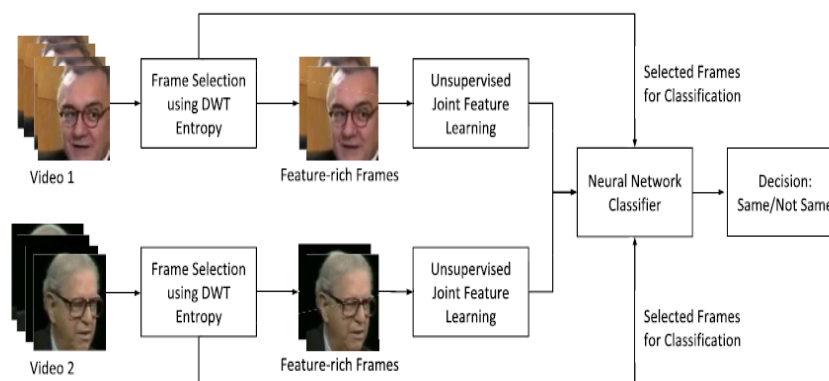 Frame Selection
using DWT
Entropy
Unsupervised
Joint Feature
Learning
Selected Frames
for Classification
Video 1
Feature-rich Frames
Neural Network
Classifier
Decision:
Same/Not Same
Frame Selection
using DWT
Entropy
Unsupervised
Joint Feature
Learning
Selected Frames
for Classification
Video 2
Feature-rich Frames